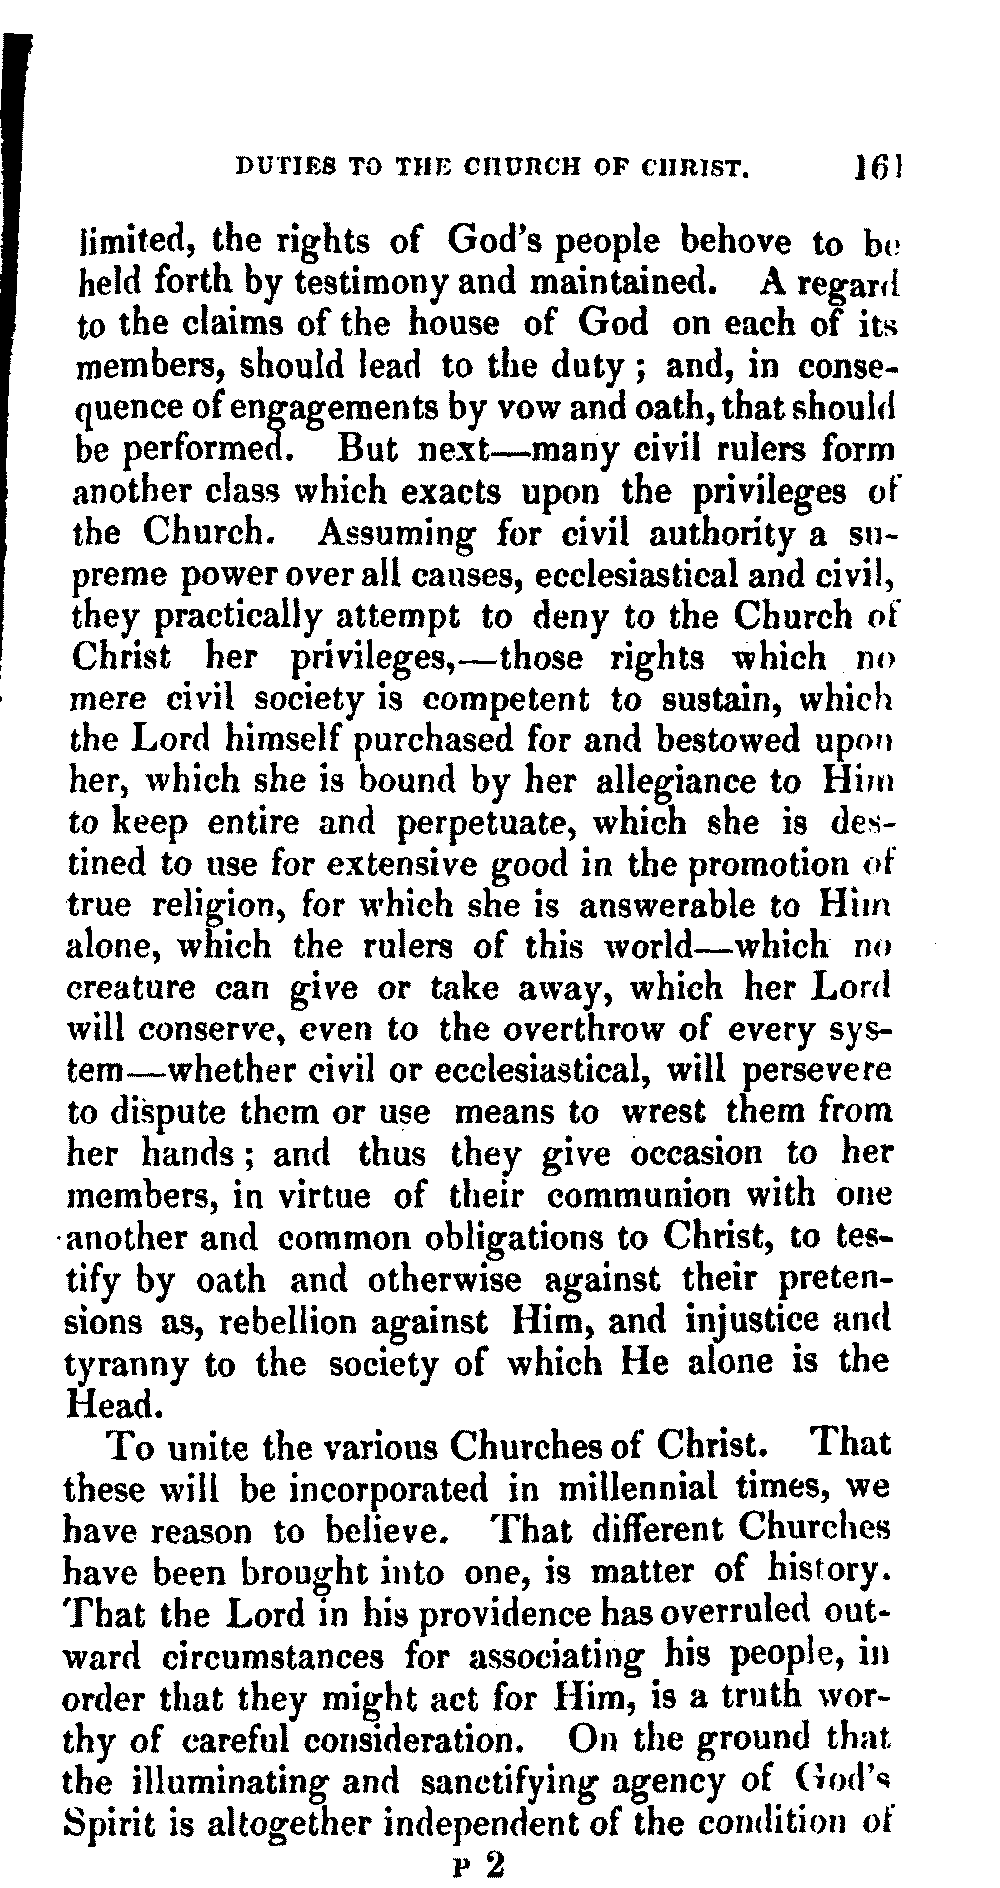 DUTIES TO THE CHURCH OF CHRIST. 161
limited, the rights of God's people behove to be
held forth by testimony and maintained. A regard
to the claims of the house of God on each of its
members, should lead to the duty; and, in conse-
quence of engagements by vow and oath, that should
be performed. But next—many civil rulers form
another class which exacts upon the privileges of
the Church. Assuming for civil authority a su-
preme power over all causes, ecclesiastical and civil,
they practically attempt to deny to the Church of
Christ her privileges,—those rights which no
mere civil society is competent to sustain, which
the Lord himself purchased for and bestowed upon
her, which she is bound by her allegiance to Him
to keep entire and perpetuate, which she is des-
tined to use for extensive good in the promotion of
true religion, for which she is answerable to Him
alone, which the rulers of this world—which no
creature can give or take away, which her Lord
will conserve, even to the overthrow of every sys-
tem—whether civil or ecclesiastical, will persevere
to dispute them or use means to wrest them from
her hands; and thus they give occasion to her
members, in virtue of their communion with one
another and common obligations to Christ, to tes-
tify by oath and otherwise against their preten-
sions as, rebellion against Him, and injustice and
tyranny to the society of which He alone is the
Head.
To unite the various Churches of Christ. That
these will be incorporated in millennial times, we
have reason to believe. That different Churches
have been brought into one, is matter of history.
That the Lord in his providence has overruled out-
ward circumstances for associating his people, in
order that they might act for Him, is a truth wor-
thy of careful consideration. On the ground that
the illuminating and sanctifying agency of God's
Spirit is altogether independent of the condition of
P 2